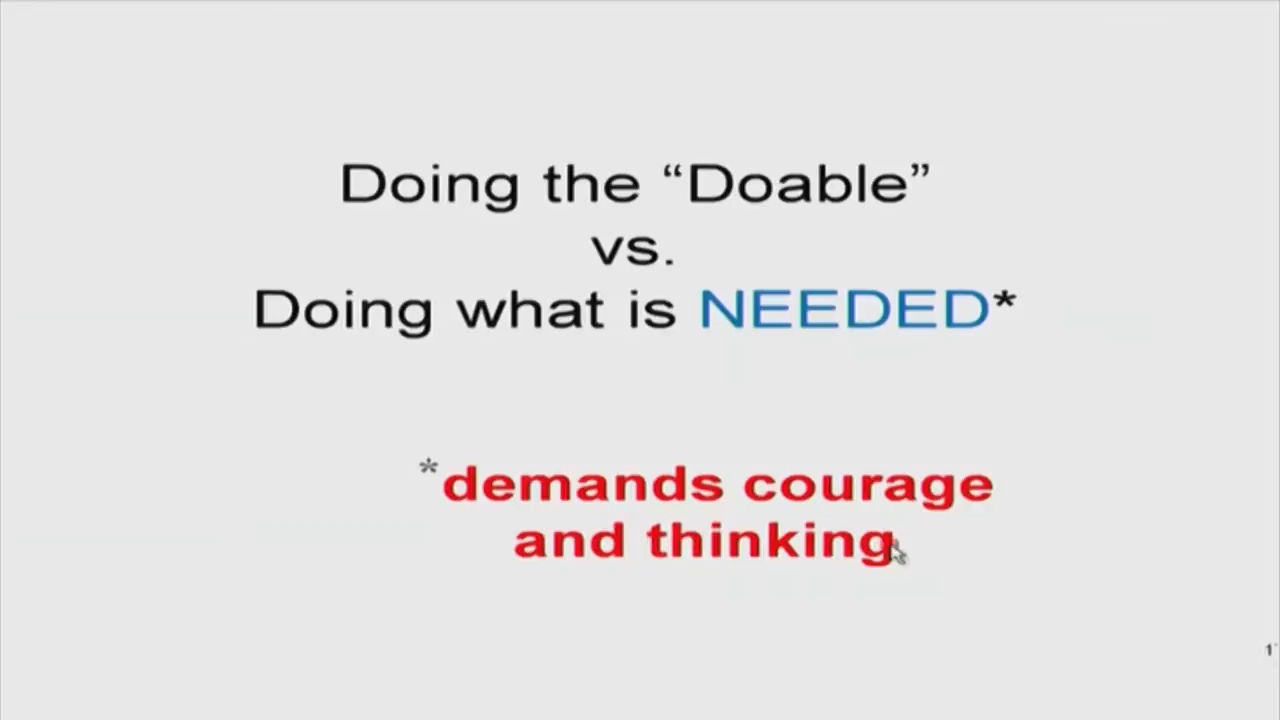 Doing the “Doable”
vs.
Doing what is NEEDED*
*demands courage
and thinking